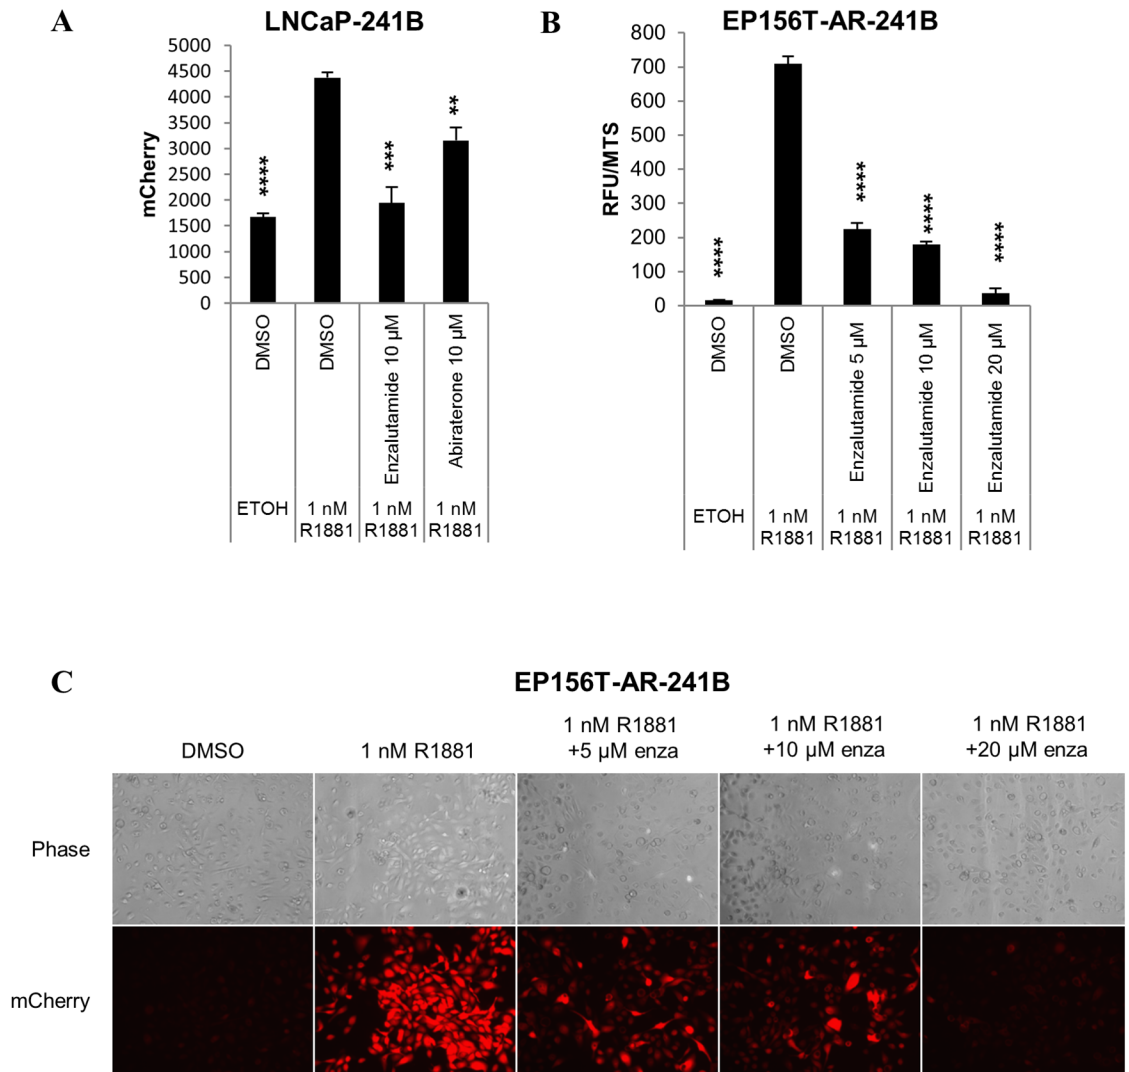 A
LNCaP-241B
mCherry
5000
4500
4000
3500
3000
2500
2000
1500
1000
500
0
****
***
**
DMSO
DMSO
Enzalutamide 10 µM
Abiraterone 10 µM
ETOH
1 nM
R1881
1 nM
R1881
1 nM
R1881
B
EP156T-AR-241B
RFU/MTS
800
700
600
500
400
300
200
100
0
****
****
****
****
DMSO
DMSO
Enzalutamide 5 µM
Enzalutamide 10 µM
Enzalutamide 20 µM
ETOH
1 nM
R1881
1 nM
R1881
1 nM
R1881
1 nM
R1881
C
EP156T-AR-241B
DMSO
1 nM R1881
1 nM R1881
+5 µM enza
1 nM R1881
+10 µM enza
1 nM R1881
+20 µM enza
Phase
mCherry